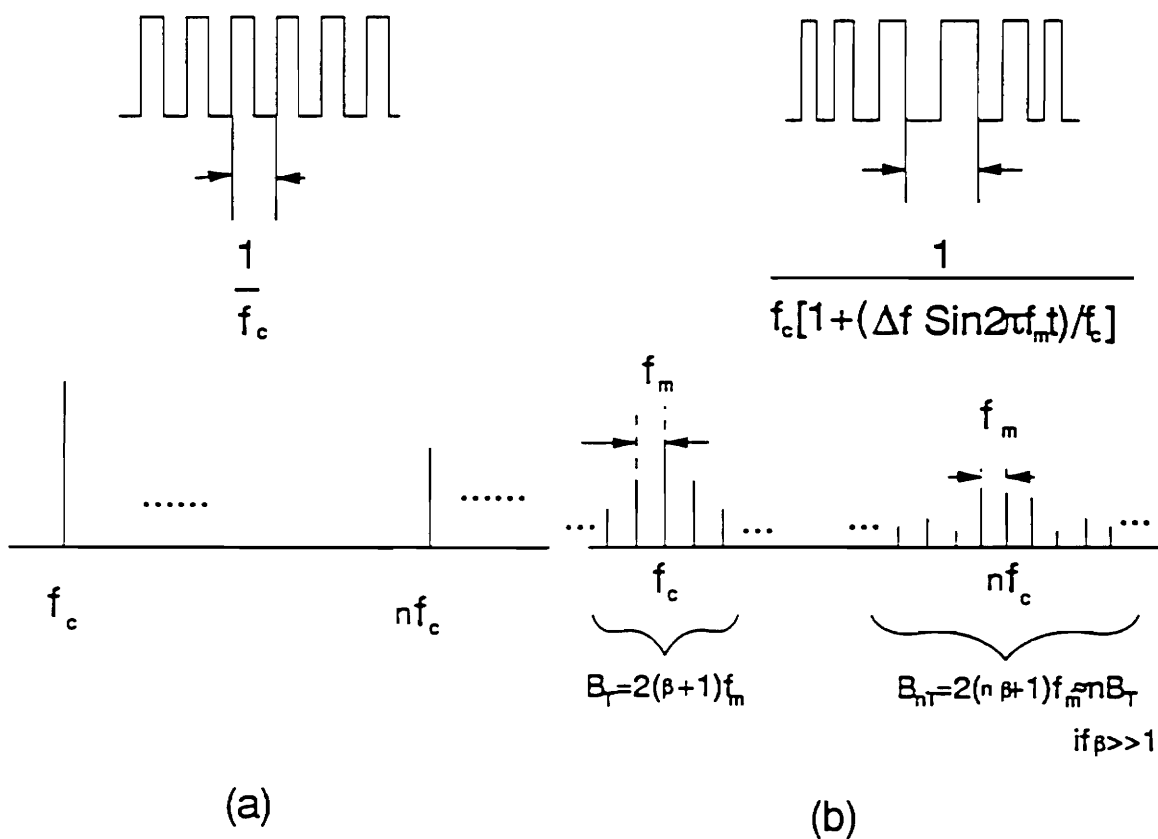 1
f_c
1
f_c[1+(Δf Sin2πf_mt)/f_c]
f_m
f_m
......
......
...
...
...
...
f_c
nf_c
f_c
nf_c
B_T=2(β+1)f_m
B_nT=2(nβ+1)f_m≈nB_T
if β>>1
(a)
(b)